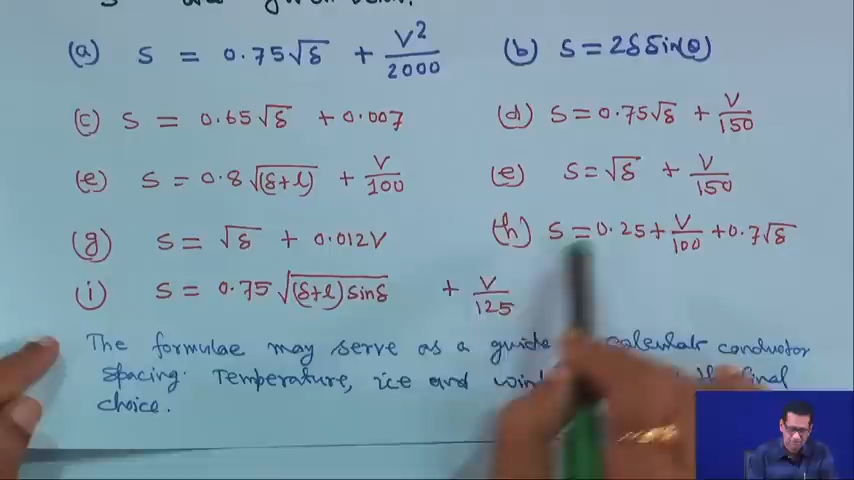 (a) S = 0.75√δ + V²/2000 (b) S = 2δ Sin(θ)
(c) S = 0.65√δ + 0.007 (d) S = 0.75√δ + V/150
(e) S = 0.8√(δ+l) + V/100 (e) S = √δ + V/150
(g) S = √δ + 0.012V (h) S = 0.25 + V/100 + 0.7√δ
(i) S = 0.75√(δ+l)sinδ + V/125
The formulae may serve as a guide calculate conductor
spacing. Temperature, ice and final
choice.